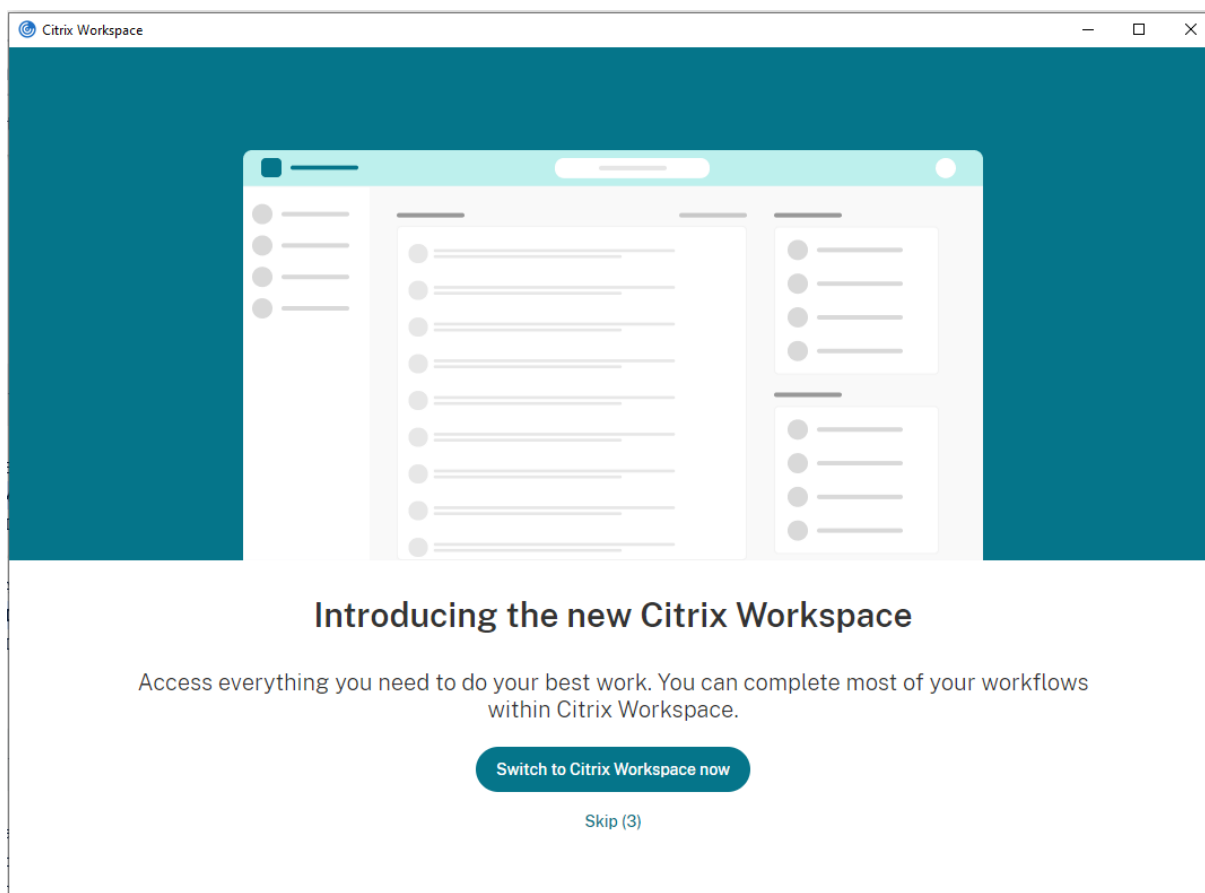 Citrix Workspace
Introducing the new Citrix Workspace
Access everything you need to do your best work. You can complete most of your workflows
within Citrix Workspace.
Switch to Citrix Workspace now
Skip (3)